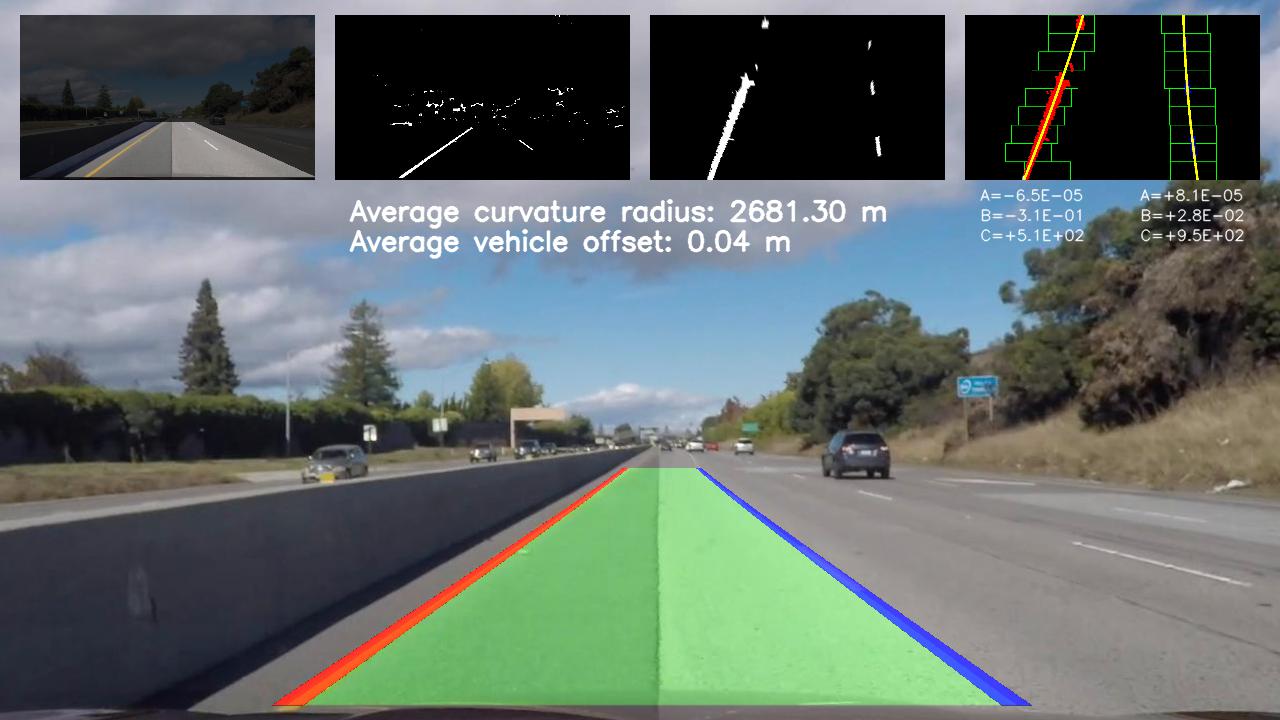 Average curvature radius: 2681.30 m
Average vehicle offset: 0.04 m
A=-6.5E-05
B=-3.1E-01
C=+5.1E+02
A=+8.1E-05
B=+2.8E-02
C=+9.5E+02